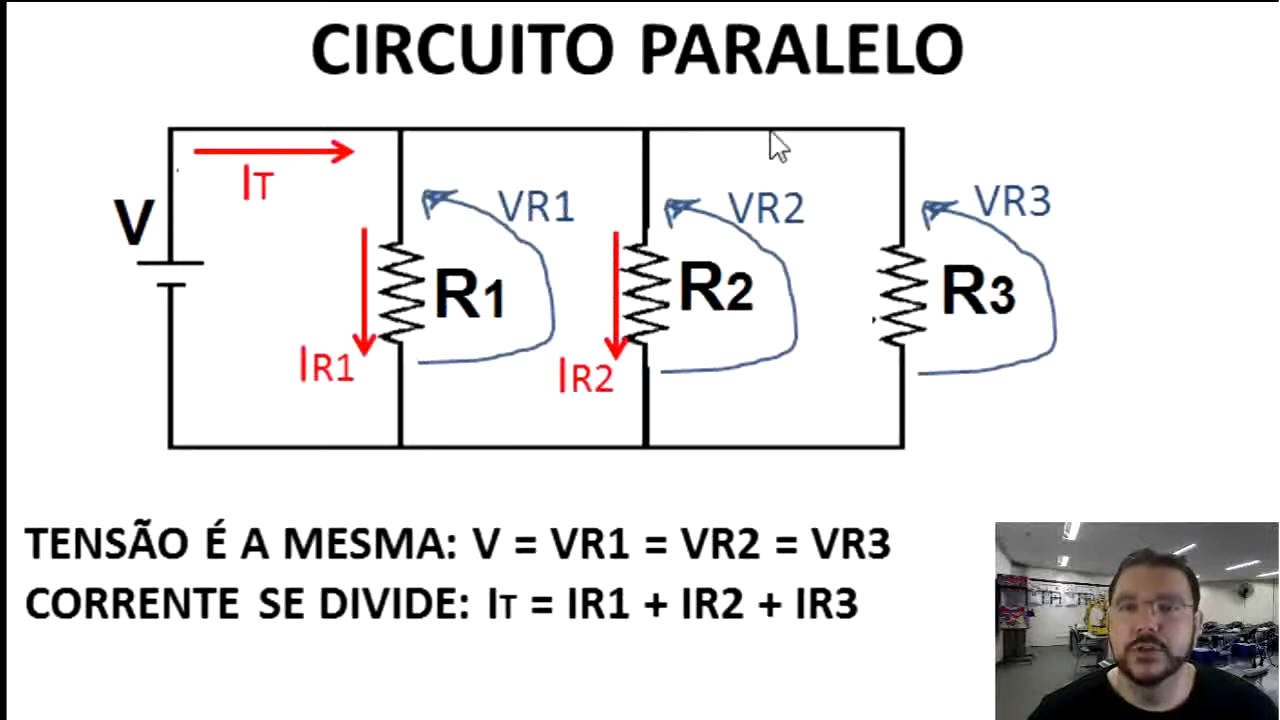 CIRCUITO PARALELO
IT
V
VR1
VR2
VR3
R1
R2
R3
IR1
IR2
TENSÃO É A MESMA: V = VR1 = VR2 = VR3
CORRENTE SE DIVIDE: IT = IR1 + IR2 + IR3